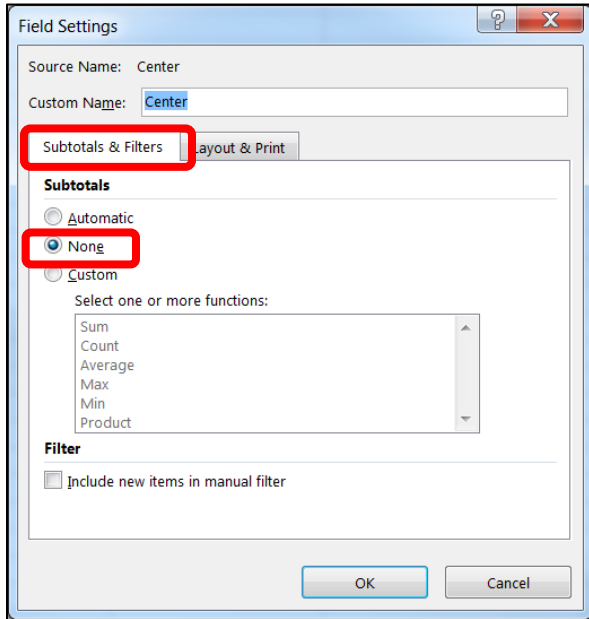 Field Settings
Source Name: Center
Custom Name: Center
Subtotals & Filters Layout & Print
Subtotals
Automatic
None
Custom
Select one or more functions:
Sum
Count
Average
Max
Min
Product
Filter
Include new items in manual filter
OK Cancel